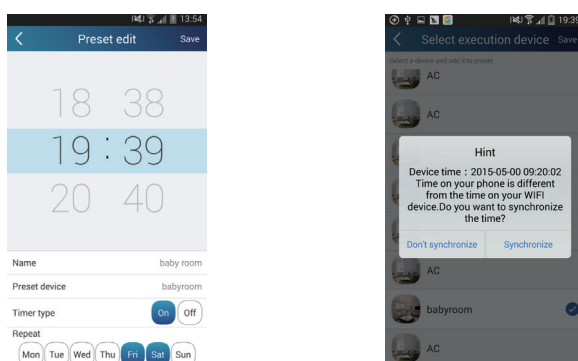 13:54
Preset edit Save
18 38
19 : 39
20 40
Name baby room
Preset device babyroom
Timer type On Off
Repeat
Mon Tue Wed Thu Fri Sat Sun
19:39
Select execution device Save
Select a device and add it to preset
AC
AC
Hint
Device time : 2015-05-00 09:20:02
Time on your phone is different
from the time on your WIFI
device.Do you want to synchronize
the time?
Don't synchronize Synchronize
AC
babyroom
AC